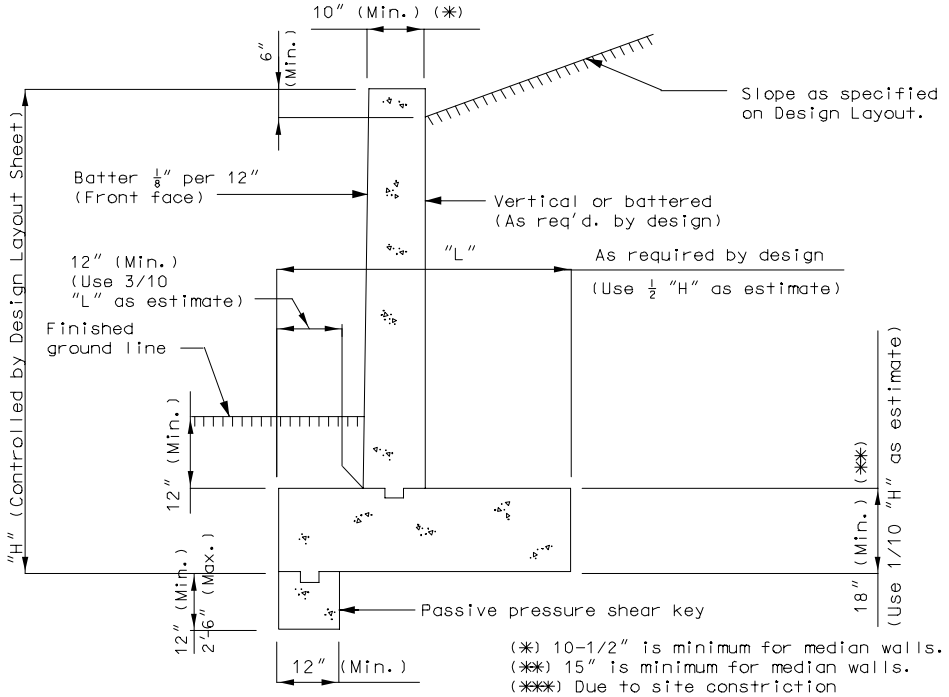 10" (Min.) (*)
6"
(Min.)
Slope as specified
on Design Layout.
Batter 1/8" per 12"
(Front face)
Vertical or battered
(As req'd. by design)
"L"
As required by design
(Use 1/2 "H" as estimate)
12" (Min.)
(Use 3/10
"L" as estimate)
Finished
ground line
"H" (Controlled by Design Layout Sheet)
12" (Min.)
18" (Min.) (**)
(Use 1/10 "H" as estimate)
12" (Min.)
2'-6" (Max.)
Passive pressure shear key
12" (Min.)
(*) 10-1/2" is minimum for median walls.
(**) 15" is minimum for median walls.
(***) Due to site constriction